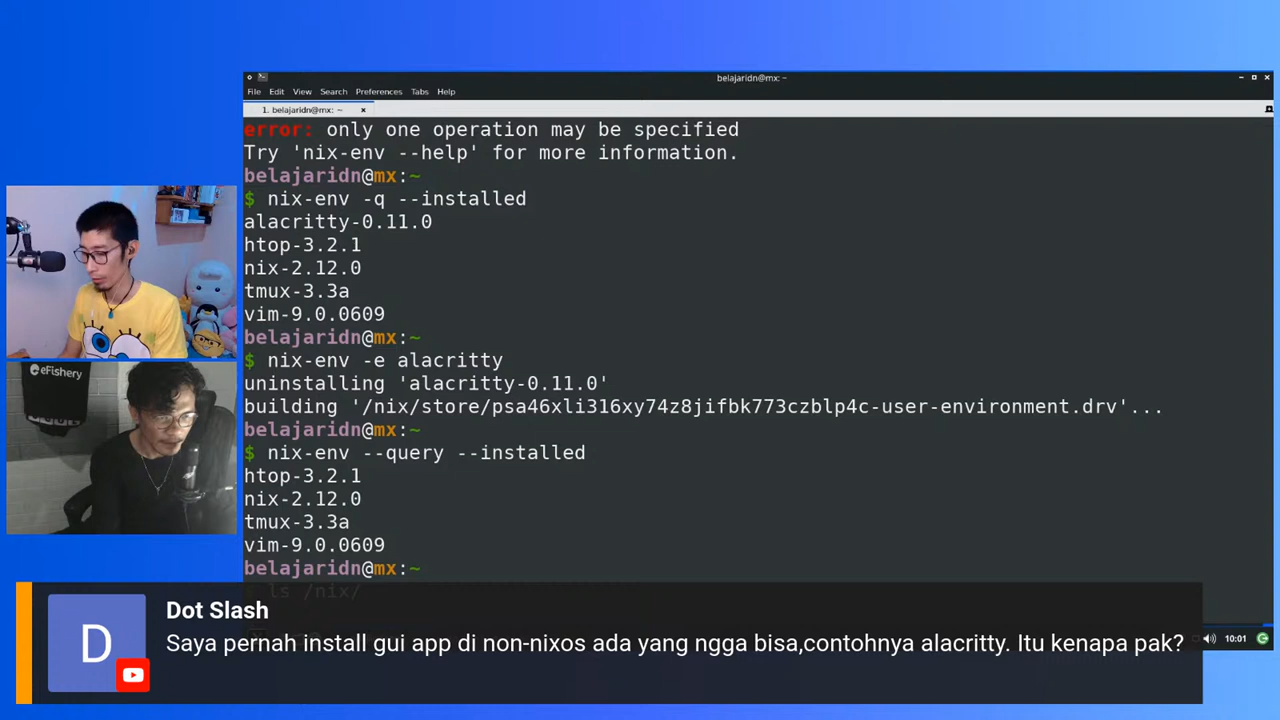 belajaridn@mx: ~
File Edit View Search Preferences Tabs Help
1. belajaridn@mx: ~ ×
error: only one operation may be specified
Try 'nix-env --help' for more information.
belajaridn@mx:~
$ nix-env -q --installed
alacritty-0.11.0
htop-3.2.1
nix-2.12.0
tmux-3.3a
vim-9.0.0609
belajaridn@mx:~
$ nix-env -e alacritty
uninstalling 'alacritty-0.11.0'
building '/nix/store/psa46xli316xy74z8jifbk773czblp4c-user-environment.drv'...
belajaridn@mx:~
$ nix-env --query --installed
htop-3.2.1
nix-2.12.0
tmux-3.3a
vim-9.0.0609
belajaridn@mx:~
$ ls /nix/
10:01
eFishery
D
Dot Slash
Saya pernah install gui app di non-nixos ada yang ngga bisa,contohnya alacritty. Itu kenapa pak?